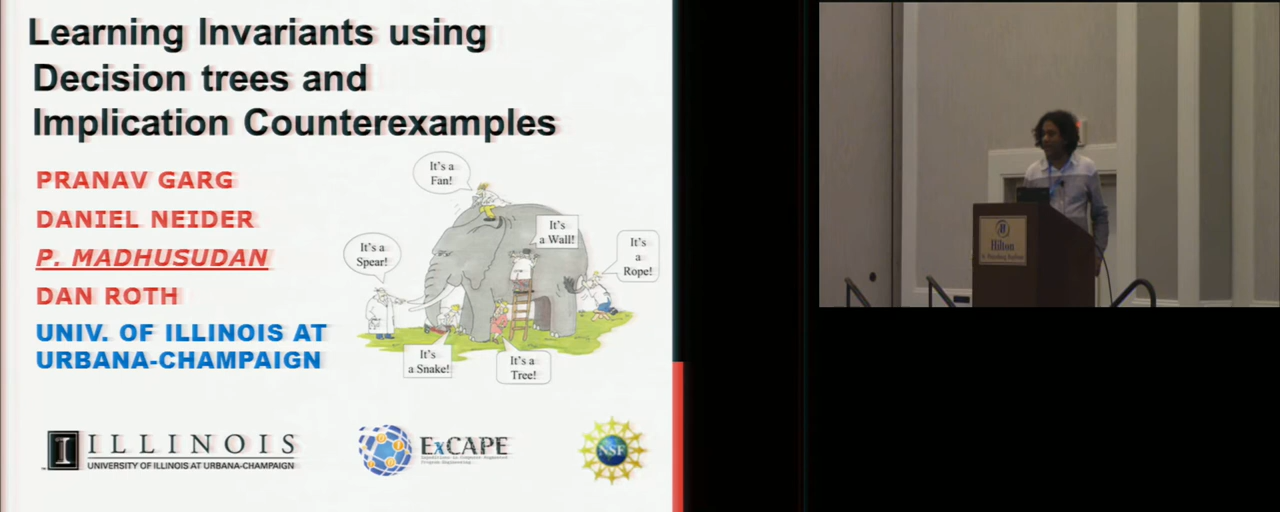 Learning Invariants using
Decision trees and
Implication Counterexamples
PRANAV GARG
DANIEL NEIDER
P. MADHUSUDAN
DAN ROTH
UNIV. OF ILLINOIS AT
URBANA-CHAMPAIGN
It's a
Fan!
It's
a Wall!
It's a
Spear!
It's
a
Rope!
It's
a Snake!
It's a
Tree!
I ILLINOIS
UNIVERSITY OF ILLINOIS AT URBANA-CHAMPAIGN
ExCAPE
NSF
Hilton